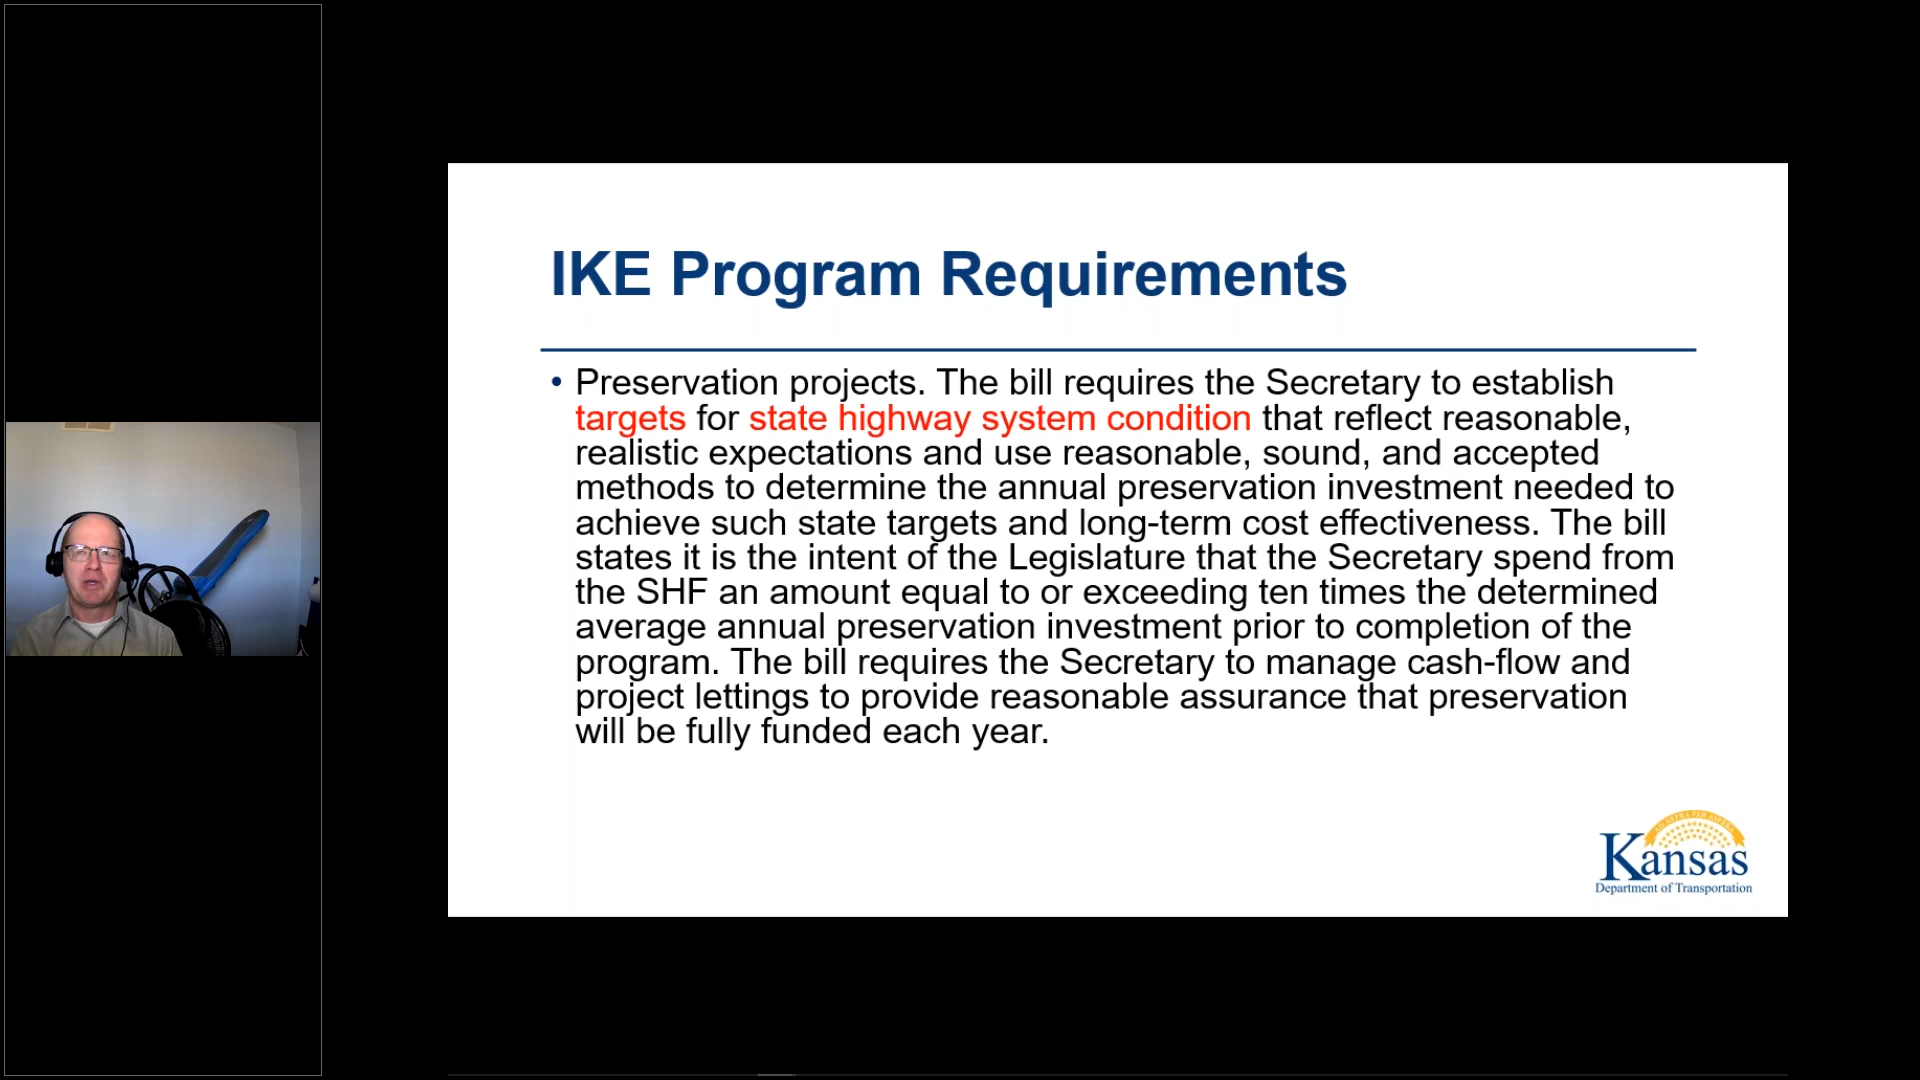 IKE Program Requirements
• Preservation projects. The bill requires the Secretary to establish
targets for state highway system condition that reflect reasonable,
realistic expectations and use reasonable, sound, and accepted
methods to determine the annual preservation investment needed to
achieve such state targets and long-term cost effectiveness. The bill
states it is the intent of the Legislature that the Secretary spend from
the SHF an amount equal to or exceeding ten times the determined
average annual preservation investment prior to completion of the
program. The bill requires the Secretary to manage cash-flow and
project lettings to provide reasonable assurance that preservation
will be fully funded each year.
AD ASTRA PER ASPERA
Kansas
Department of Transportation